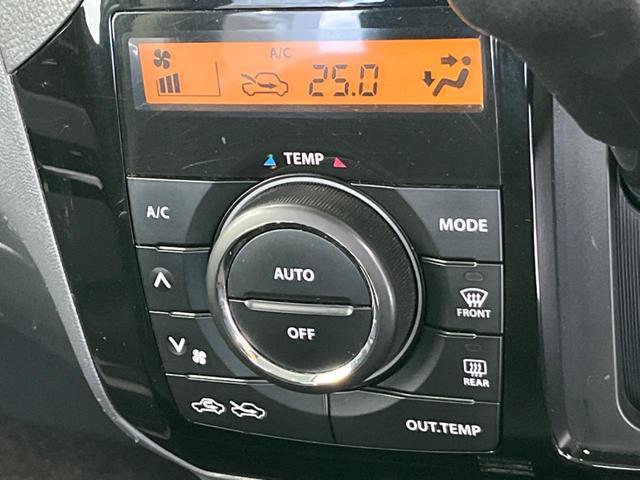 A/C
25.0
TEMP
A/C
MODE
AUTO
OFF
FRONT
REAR
OUT.TEMP